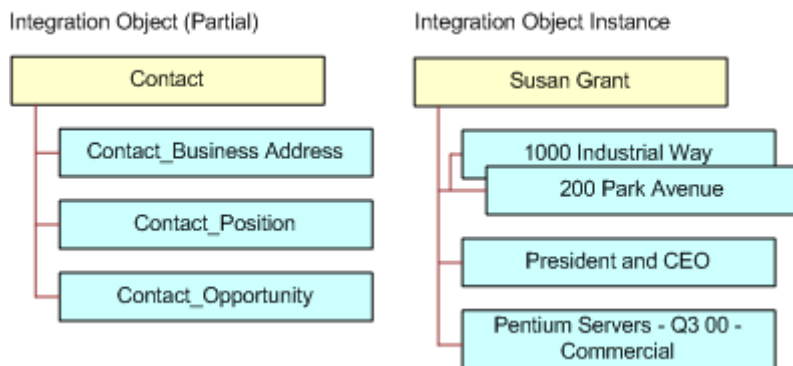 Integration Object (Partial)
Contact
Contact_Business Address
Contact_Position
Contact_Opportunity
Integration Object Instance
Susan Grant
1000 Industrial Way
200 Park Avenue
President and CEO
Pentium Servers - Q3 00 -
Commercial